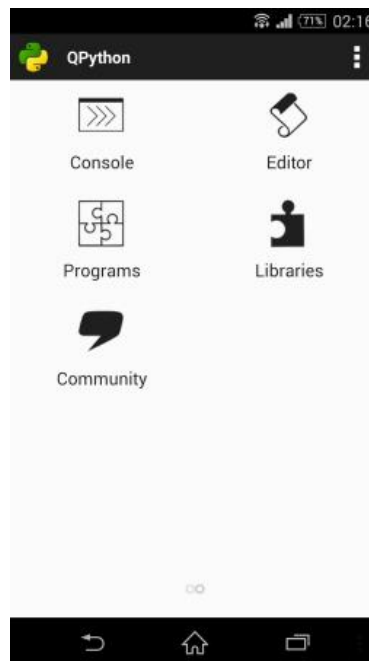 71% 02:16
QPython
>>>
Console
Editor
Programs
Libraries
Community